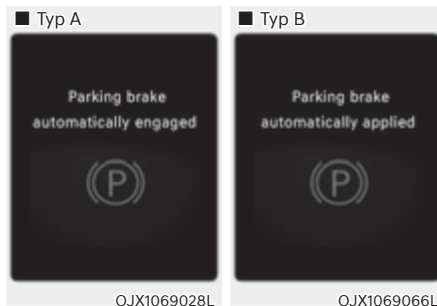 ■ Typ A
Parking brake
automatically engaged
(P)
OJX1069028L
■ Typ B
Parking brake
automatically applied
(P)
OJX1069066L